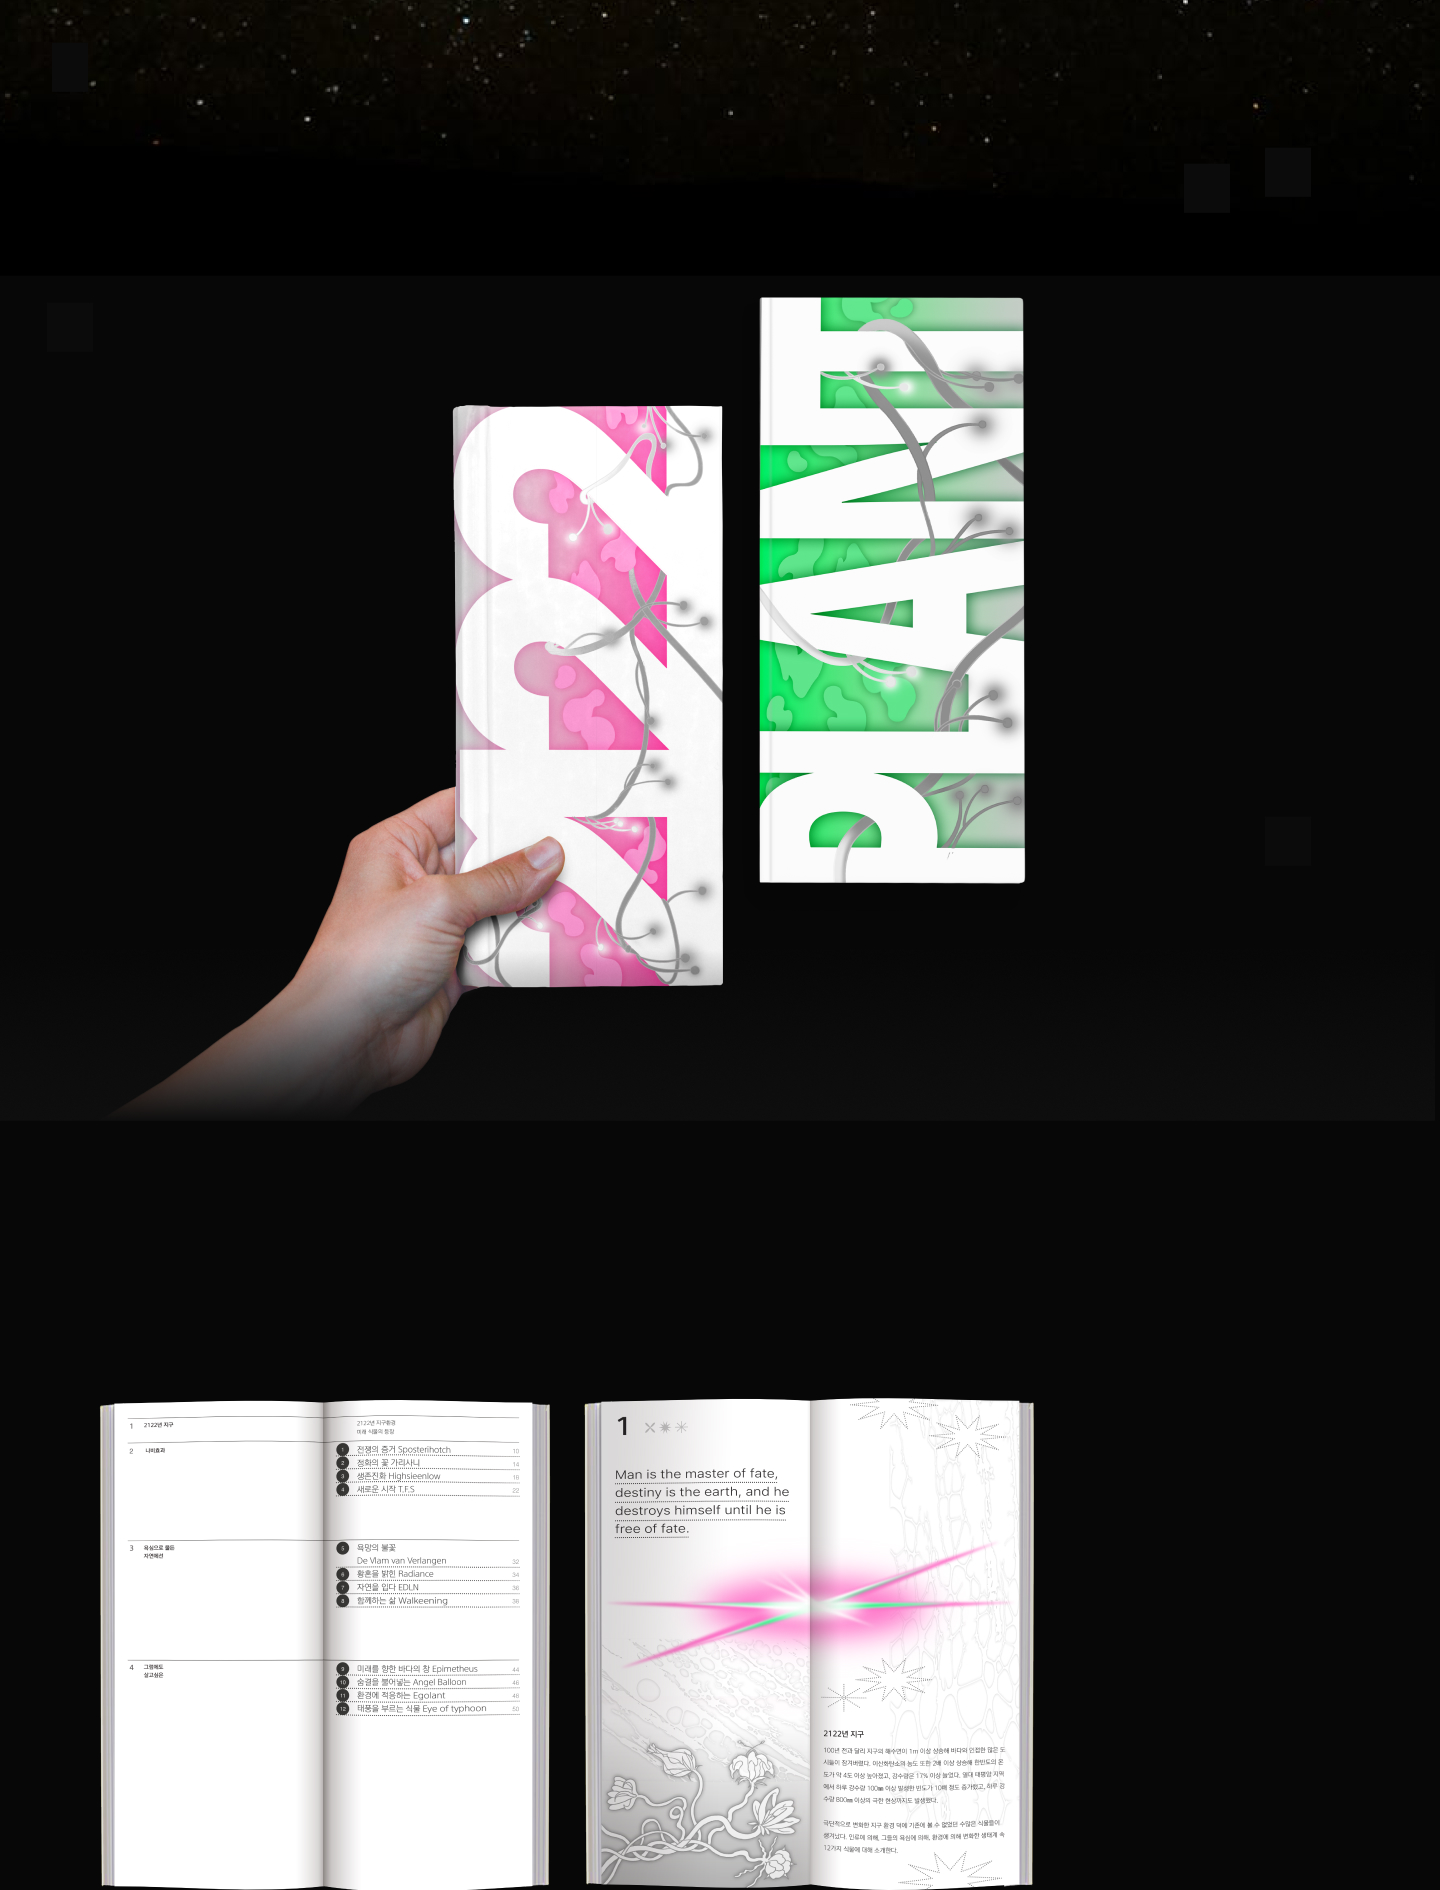 2122
PLANT
1 2122년 지구
2122년 지구환경
미래 식물의 등장
2 나비효과
1 전쟁의 증거 Sposterihotch 10
2 정화의 꽃 가리사니 14
3 생존진화 Highsleenlow 18
4 새로운 시작 T.F.S 22
3 욕심으로 물든
자연에선
5 욕망의 불꽃
De Vlam van Verlangen 32
6 황혼을 밝힌 Radiance 34
7 자연을 입다 EDLN 36
8 함께하는 삶 Walkeening 38
4 그럼에도
살고싶은
9 미래를 향한 바다의 창 Epimetheus 44
10 숨결을 불어넣는 Angel Balloon 46
11 환경에 적응하는 Egolant 48
12 태풍을 부르는 식물 Eye of typhoon 50
1
Man is the master of fate,
destiny is the earth, and he
destroys himself until he is
free of fate.
2122년 지구
100년 전과 달리 지구의 해수면이 1m 이상 상승해 바다와 인접한 많은 도
시들이 잠겨버렸다. 이산화탄소의 농도 또한 2배 이상 상승해 한반도의 온
도가 약 4도 이상 높아졌고, 강수량은 17% 이상 늘었다. 열대 태평양 지역
에서 하루 강수량 100㎜ 이상 발생한 빈도가 10배 정도 증가했고, 하루 강
수량 800㎜ 이상의 극한 현상까지도 발생했다.
극단적으로 변화한 지구 환경 덕에 기존에 볼 수 없었던 수많은 식물들이
생겨났다. 인류에 의해, 그들의 욕심에 의해, 환경에 의해 변화한 생태계 속
12가지 식물에 대해 소개한다.